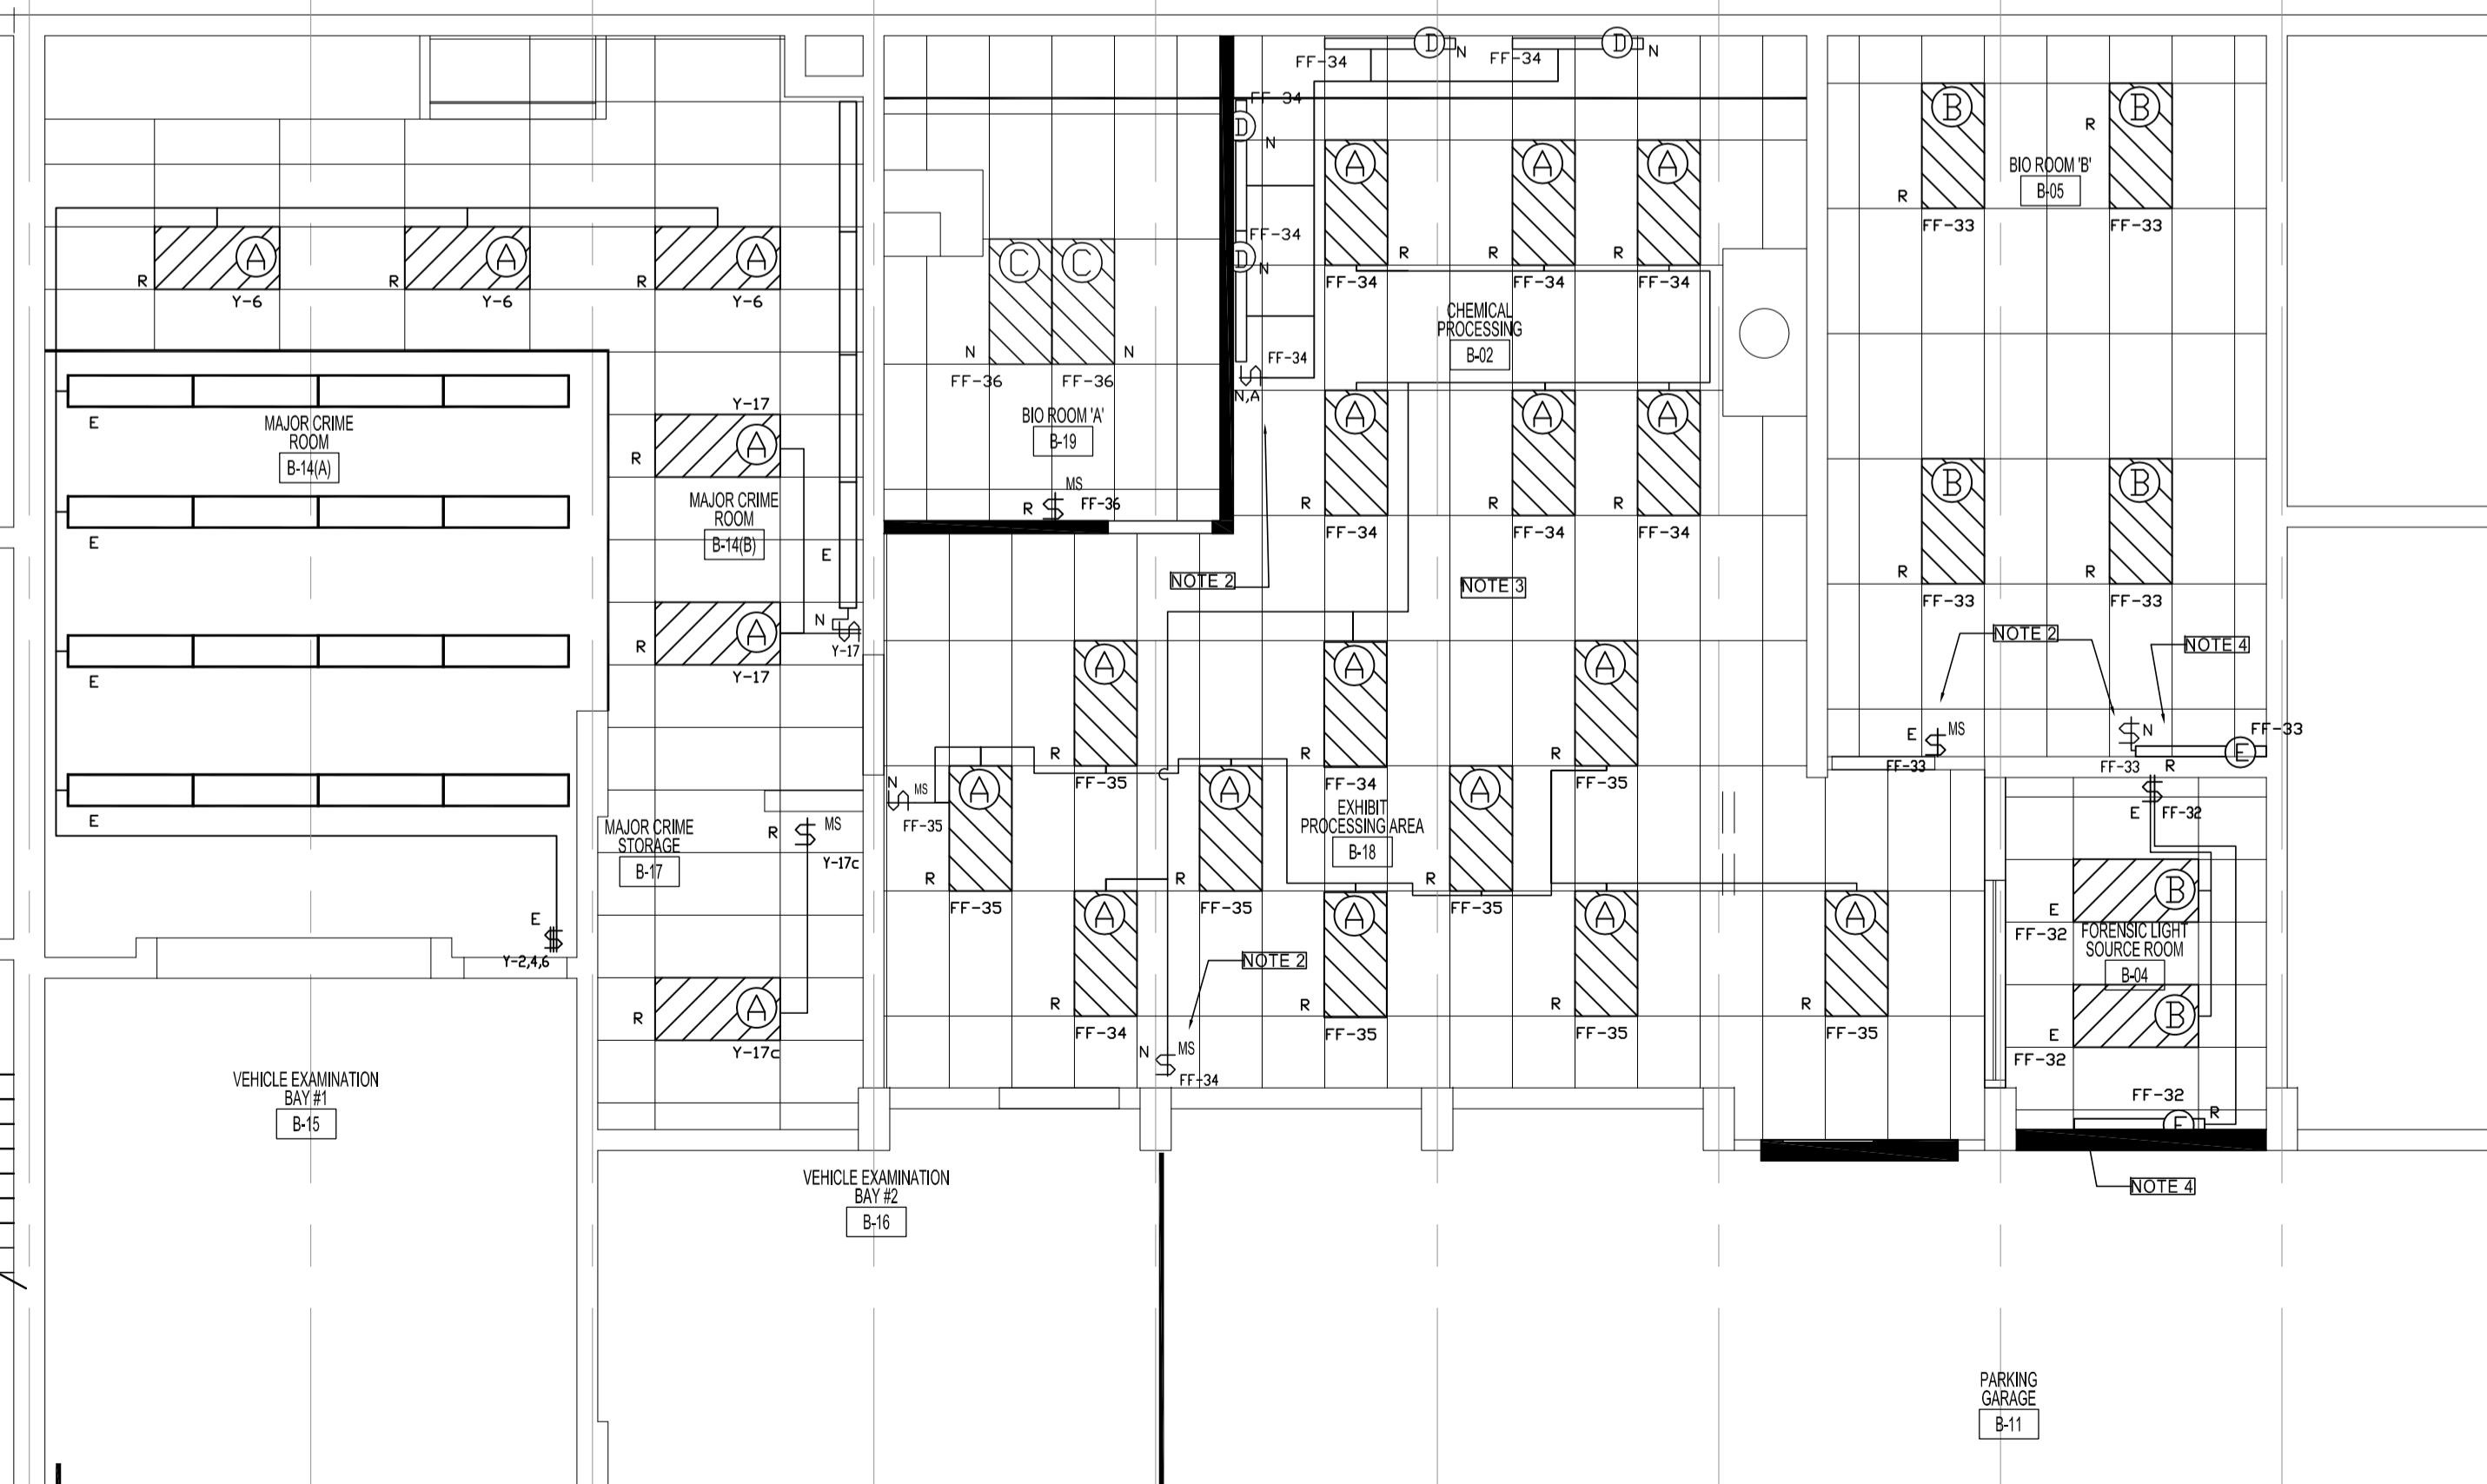 D
N
FF-34
D
N
FF-34
FF-34
D
N
FF-34
D
N
FF-34
N,A
A
R
FF-34
A
R
FF-34
A
R
FF-34
CHEMICAL
PROCESSING
B-02
A
R
FF-34
A
R
FF-34
A
R
FF-34
NOTE 2
NOTE 3
B
R
FF-33
B
R
FF-33
BIO ROOM 'B'
B-05
B
R
FF-33
B
R
FF-33
NOTE 2
NOTE 4
E
MS
FF-33
N
FF-33
E
R
FF-33
A
R
Y-6
A
R
Y-6
A
R
Y-6
E
MAJOR CRIME
ROOM
B-14(A)
E
E
E
E
Y-2,4,6
Y-17
A
R
MAJOR CRIME
ROOM
B-14(B)
E
N
Y-17
A
R
Y-17
C
N
FF-36
C
N
FF-36
BIO ROOM 'A'
B-19
MS
R
FF-36
MAJOR CRIME
STORAGE
B-17
R
MS
Y-17c
A
R
Y-17c
N
MS
FF-35
A
R
FF-35
A
R
FF-34
A
R
FF-35
A
R
FF-35
A
R
FF-35
A
R
FF-35
EXHIBIT
PROCESSING AREA
B-18
A
R
FF-34
A
R
FF-35
A
R
FF-35
A
R
FF-35
NOTE 2
N
MS
FF-34
E
FF-32
B
E
FF-32
FORENSIC LIGHT
SOURCE ROOM
B-04
B
E
FF-32
FF-32
E
R
NOTE 4
VEHICLE EXAMINATION
BAY #1
B-15
VEHICLE EXAMINATION
BAY #2
B-16
PARKING
GARAGE
B-11